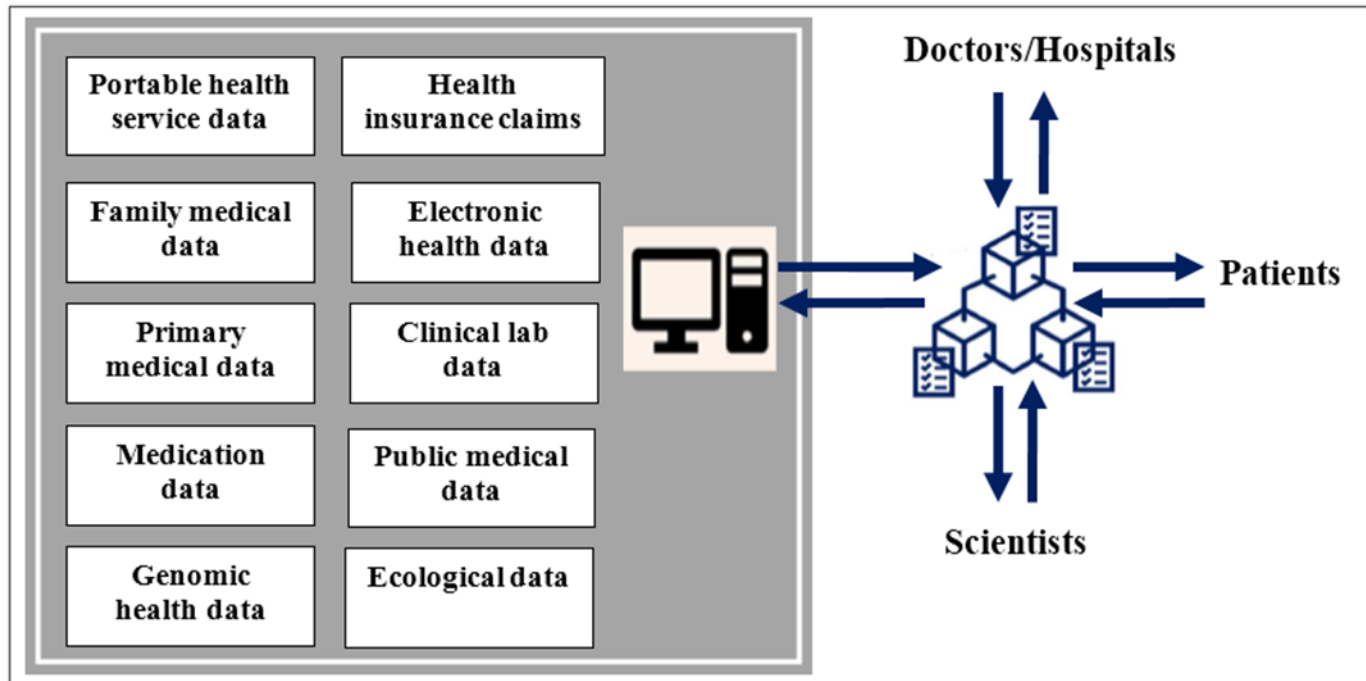 Portable health
service data
Health
insurance claims
Family medical
data
Electronic
health data
Primary
medical data
Clinical lab
data
Medication
data
Public medical
data
Genomic
health data
Ecological data
Doctors/Hospitals
Patients
Scientists